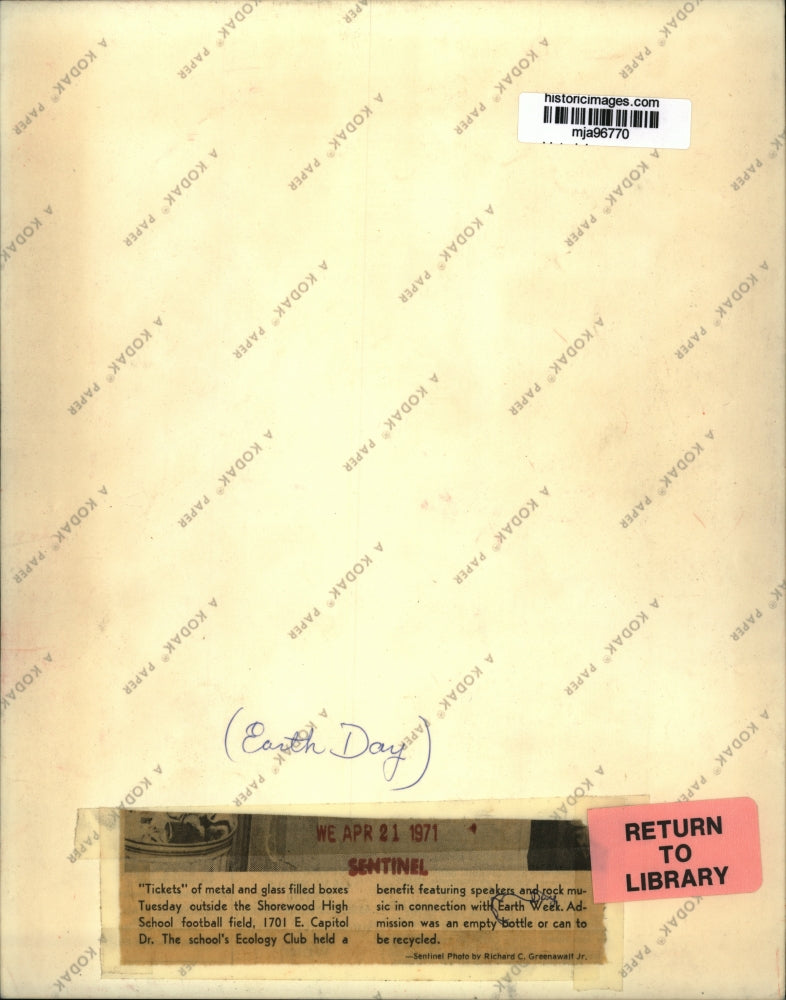 historicimages.com
mja96770
A KODAK® PAPER
(Earth Day)
WE APR 21 1971
SENTINEL
RETURN
TO
LIBRARY
"Tickets" of metal and glass filled boxes
Tuesday outside the Shorewood High
School football field, 1701 E. Capitol
Dr. The school's Ecology Club held a
benefit featuring speakers and rock mu-
sic in connection with Earth Week. Ad-
Day
mission was an empty bottle or can to
be recycled.
—Sentinel Photo by Richard C. Greenawalt Jr.